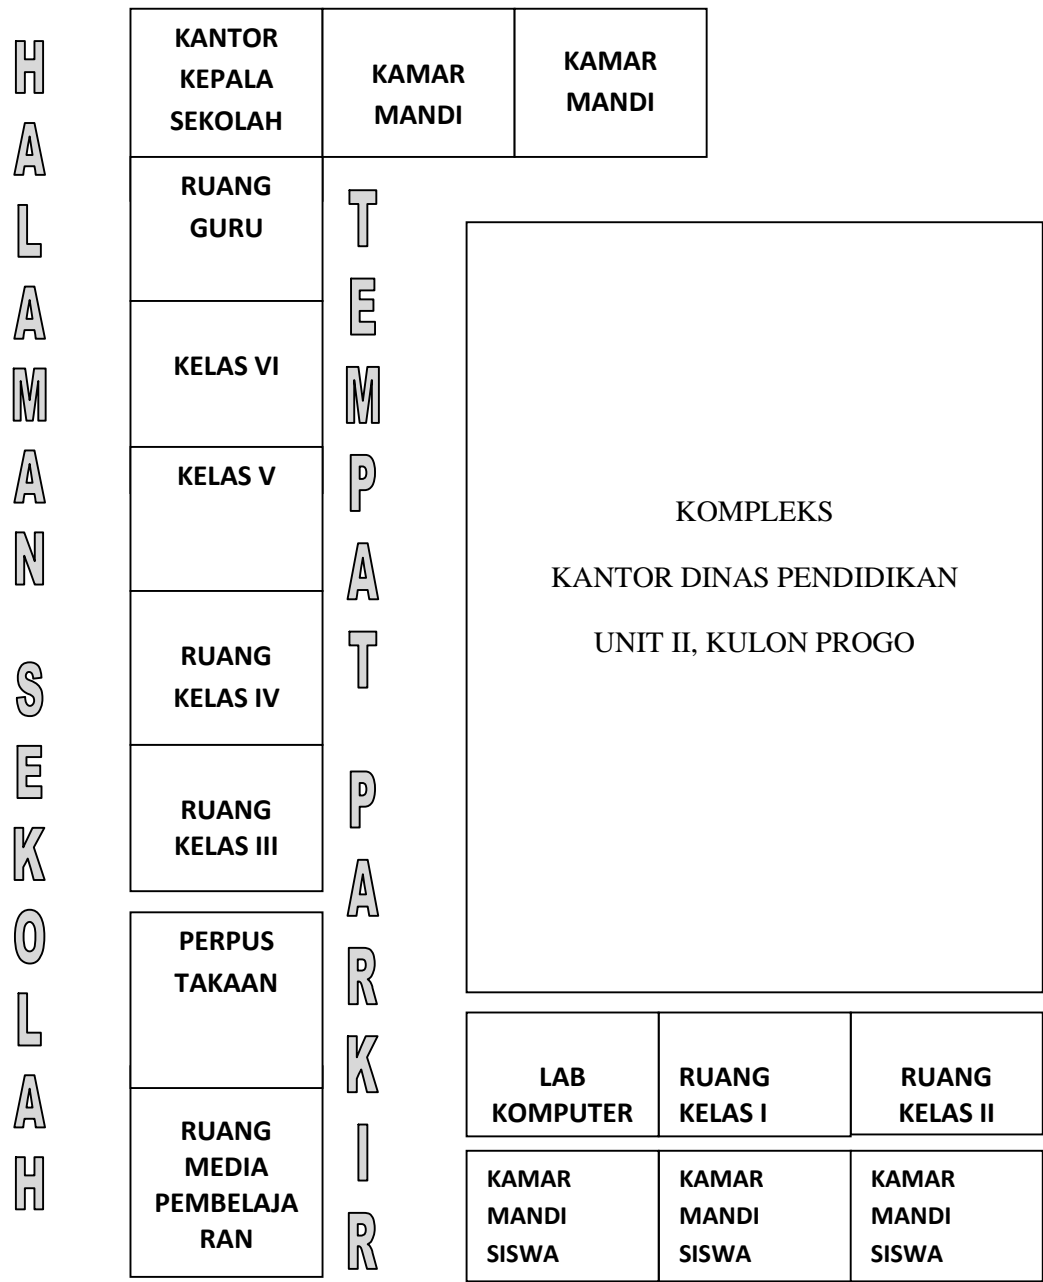 HALAMAN SEKOLAH
KANTOR
KEPALA
SEKOLAH
KAMAR
MANDI
KAMAR
MANDI
RUANG
GURU
KELAS VI
KELAS V
RUANG
KELAS IV
RUANG
KELAS III
PERPUS
TAKAAN
RUANG
MEDIA
PEMBELAJA
RAN
TEMPAT PARKIR
KOMPLEKS
KANTOR DINAS PENDIDIKAN
UNIT II, KULON PROGO
LAB
KOMPUTER
RUANG
KELAS I
RUANG
KELAS II
KAMAR
MANDI
SISWA
KAMAR
MANDI
SISWA
KAMAR
MANDI
SISWA